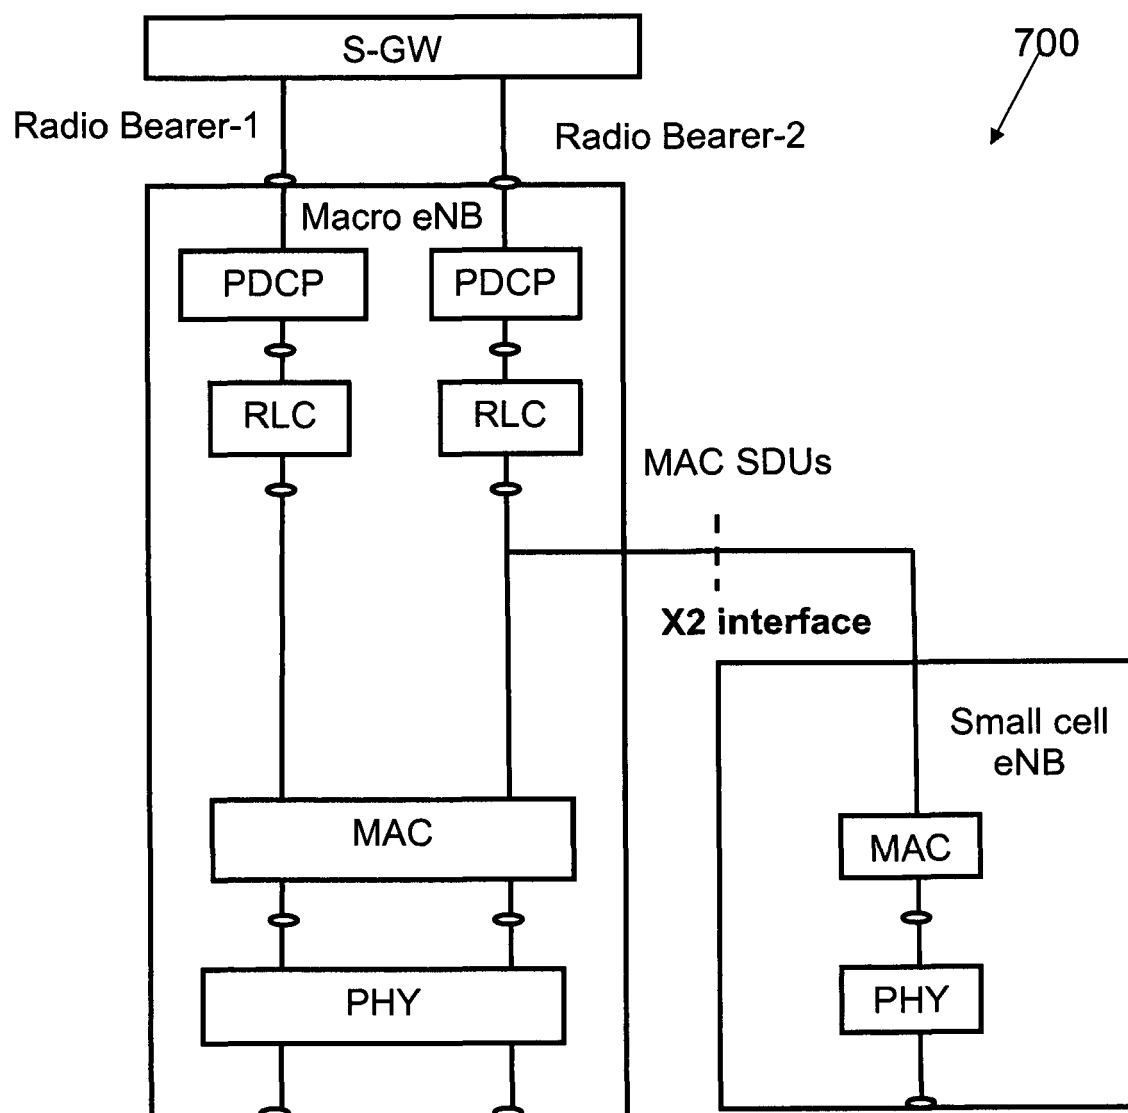 S-GW
700
Radio Bearer-1
Radio Bearer-2
Macro eNB
PDCP
PDCP
RLC
RLC
MAC SDUs
X2 interface
Small cell
eNB
MAC
MAC
PHY
PHY